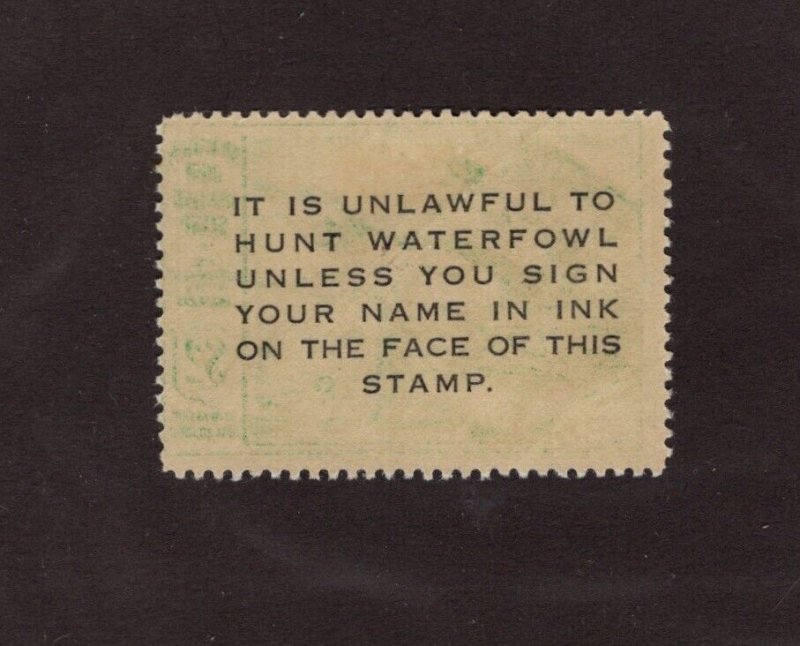 IT IS UNLAWFUL TO
HUNT WATERFOWL
UNLESS YOU SIGN
YOUR NAME IN INK
ON THE FACE OF THIS
STAMP.